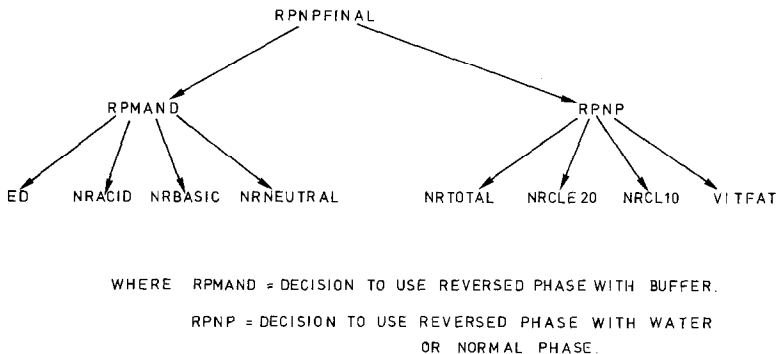 RPNPFINAL
RPMAND RPNP
ED NRACID NRBASIC NRNEUTRAL NRTOTAL NRCLE20 NRCL10 VITFAT
WHERE RPMAND = DECISION TO USE REVERSED PHASE WITH BUFFER.
RPNP = DECISION TO USE REVERSED PHASE WITH WATER
OR NORMAL PHASE.